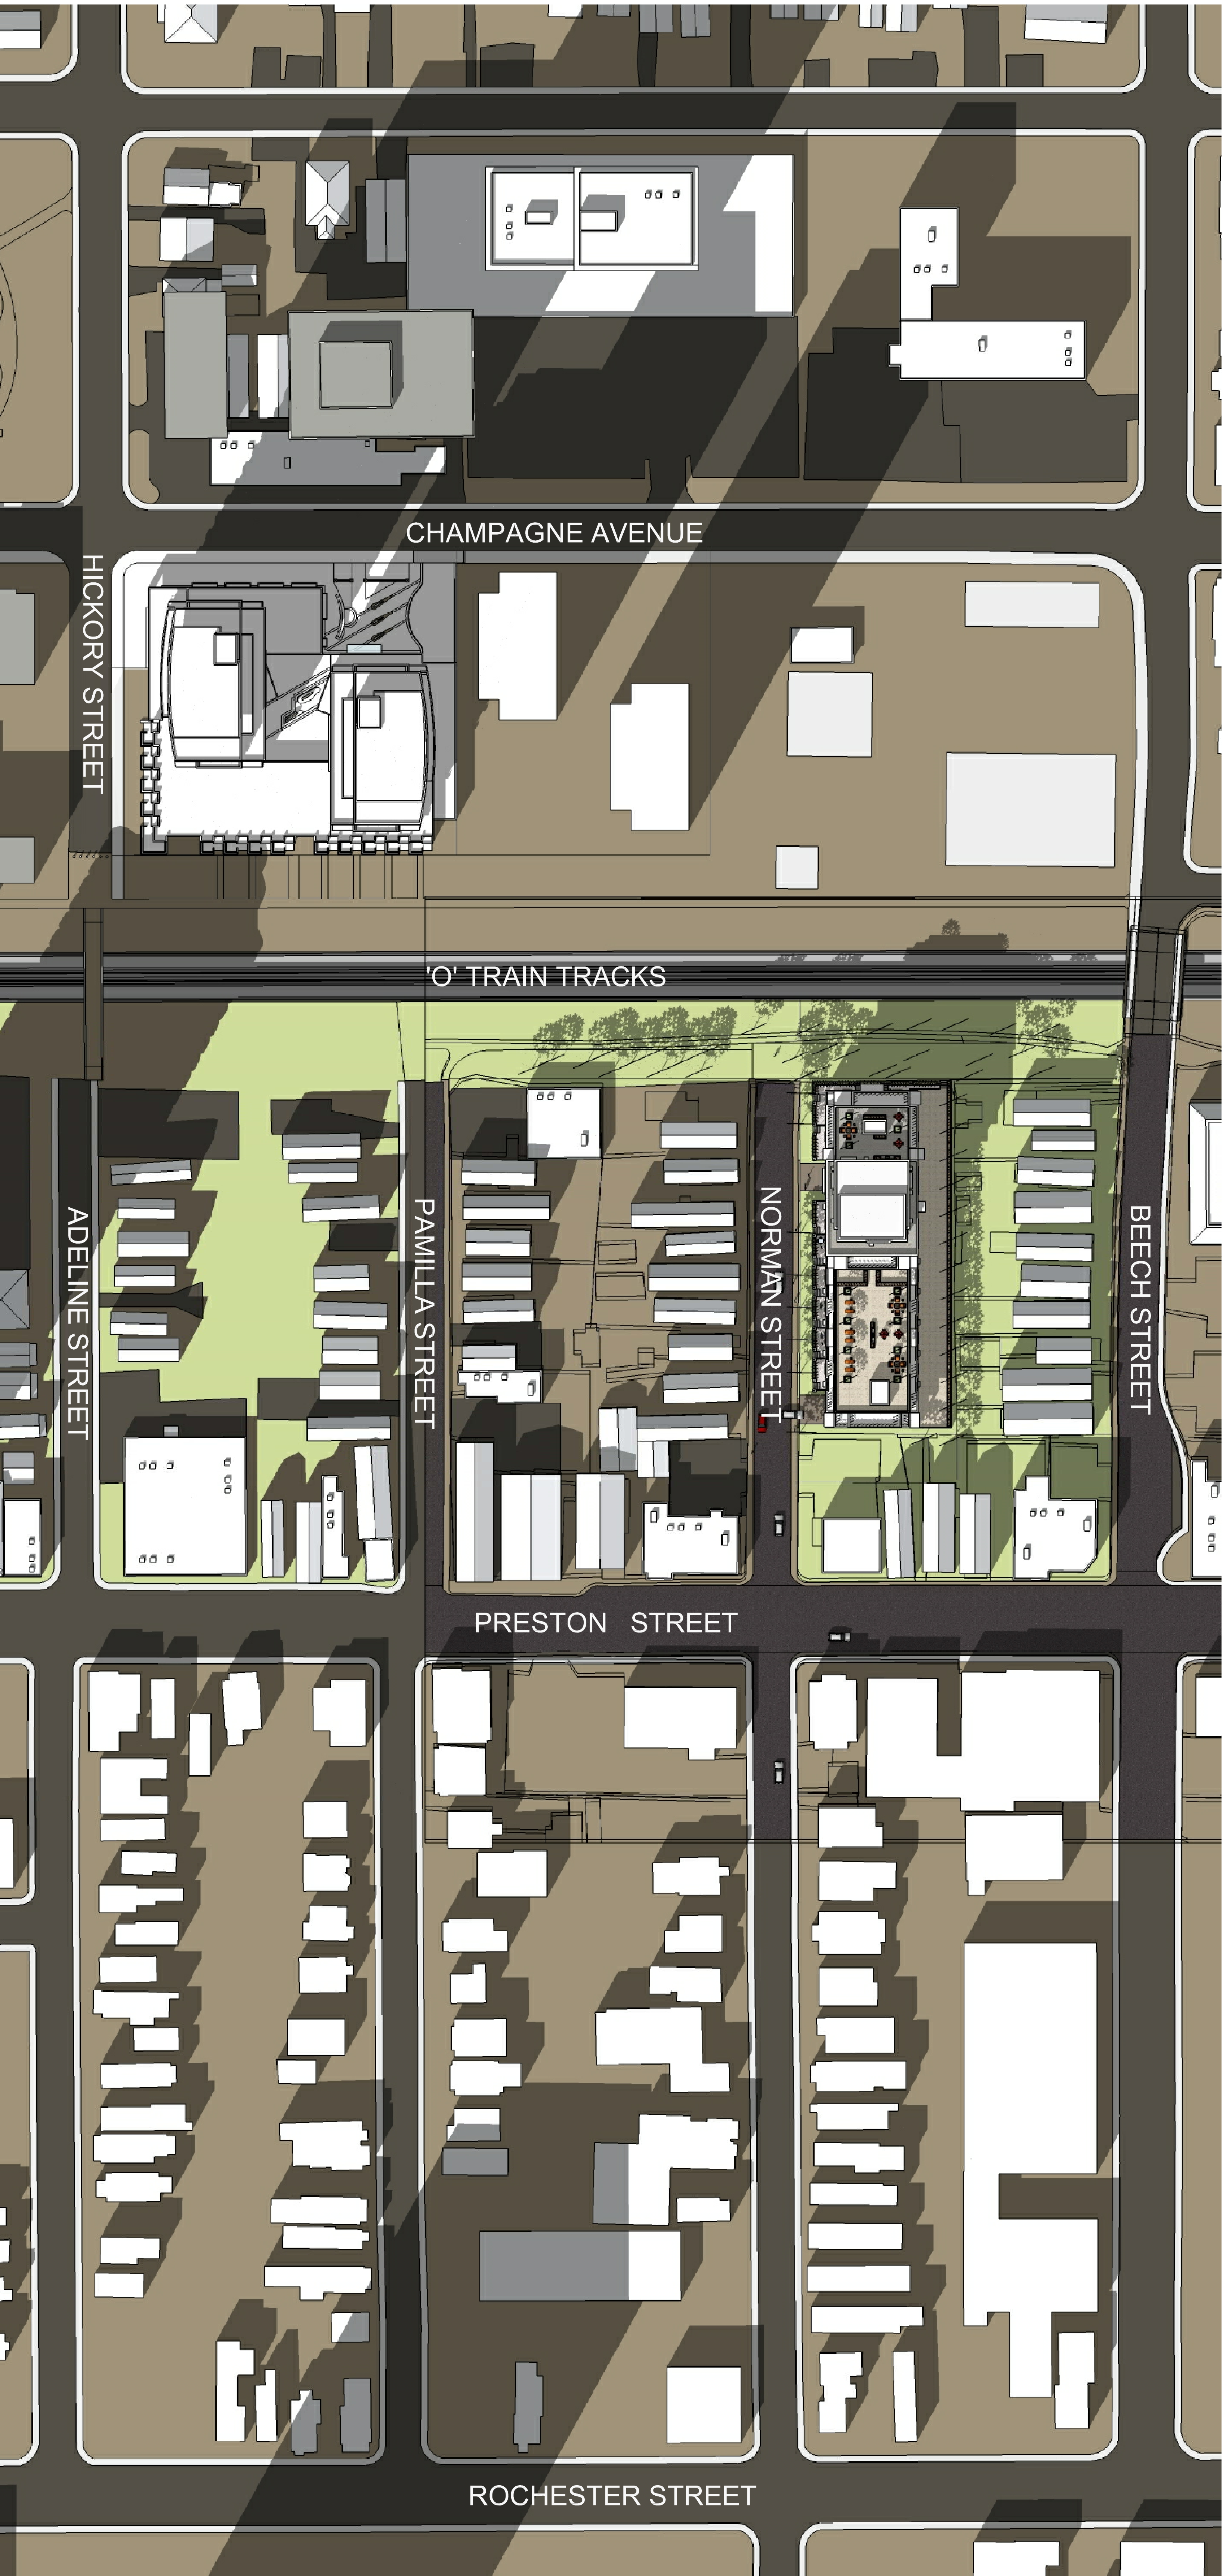 CHAMPAGNE AVENUE
HICKORY STREET
'O' TRAIN TRACKS
ADELINE STREET
PAMILLA STREET
NORMAN STREET
BEECH STREET
PRESTON STREET
ROCHESTER STREET